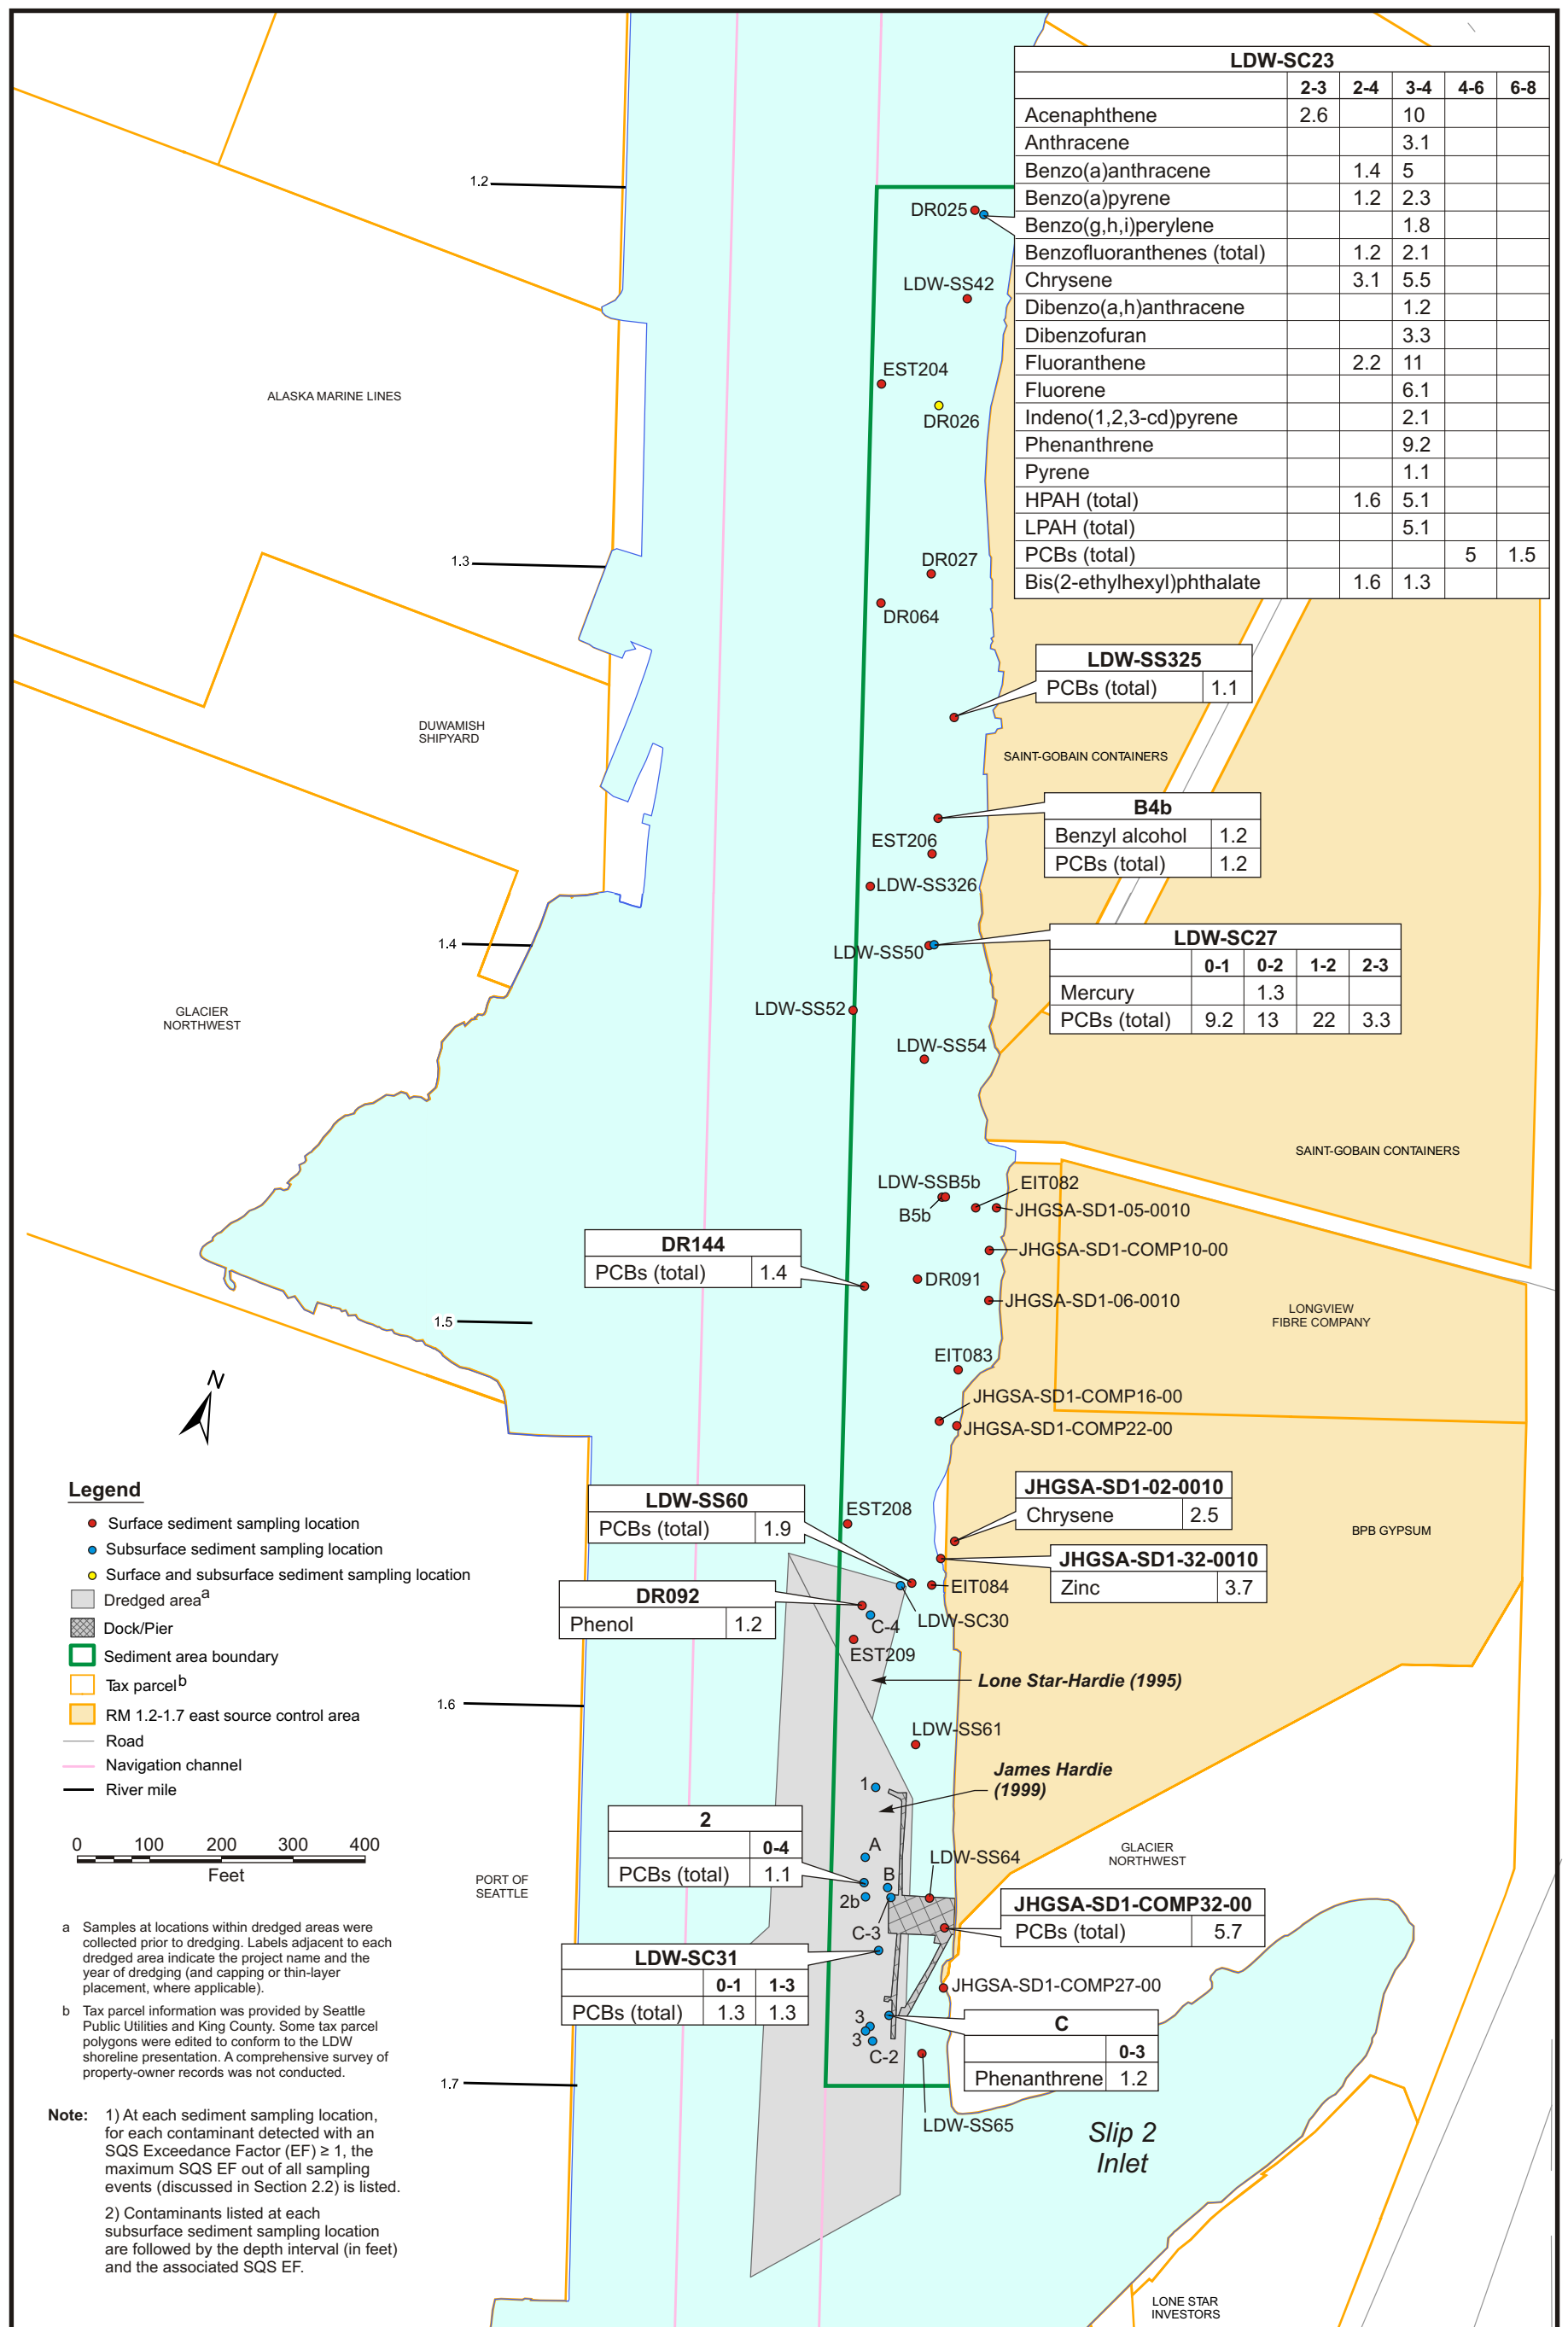 LDW-SC23
2-3 2-4 3-4 4-6 6-8
Acenaphthene 2.6 10
Anthracene 3.1
Benzo(a)anthracene 1.4 5
Benzo(a)pyrene 1.2 2.3
Benzo(g,h,i)perylene 1.8
Benzofluoranthenes (total) 1.2 2.1
Chrysene 3.1 5.5
Dibenzo(a,h)anthracene 1.2
Dibenzofuran 3.3
Fluoranthene 2.2 11
Fluorene 6.1
Indeno(1,2,3-cd)pyrene 2.1
Phenanthrene 9.2
Pyrene 1.1
HPAH (total) 1.6 5.1
LPAH (total) 5.1
PCBs (total) 5 1.5
Bis(2-ethylhexyl)phthalate 1.6 1.3
1.2
DR025
LDW-SS42
EST204
DR026
ALASKA MARINE LINES
1.3
DR027
DR064
LDW-SS325
PCBs (total) 1.1
DUWAMISH
SHIPYARD
SAINT-GOBAIN CONTAINERS
B4b
Benzyl alcohol 1.2
PCBs (total) 1.2
EST206
LDW-SS326
1.4
LDW-SS50
LDW-SC27
0-1 0-2 1-2 2-3
Mercury 1.3
PCBs (total) 9.2 13 22 3.3
GLACIER
NORTHWEST
LDW-SS52
LDW-SS54
SAINT-GOBAIN CONTAINERS
LDW-SSB5b
B5b
EIT082
JHGSA-SD1-05-0010
JHGSA-SD1-COMP10-00
DR144
PCBs (total) 1.4
DR091
JHGSA-SD1-06-0010
LONGVIEW
FIBRE COMPANY
1.5
EIT083
JHGSA-SD1-COMP16-00
JHGSA-SD1-COMP22-00
N
LDW-SS60
PCBs (total) 1.9
EST208
JHGSA-SD1-02-0010
Chrysene 2.5
BPB GYPSUM
JHGSA-SD1-32-0010
Zinc 3.7
EIT084
DR092
Phenol 1.2
LDW-SC30
C-4
EST209
Lone Star-Hardie (1995)
1.6
LDW-SS61
James Hardie
(1999)
1
2
0-4
PCBs (total) 1.1
A
B
2b
LDW-SS64
GLACIER
NORTHWEST
PORT OF
SEATTLE
C-3
JHGSA-SD1-COMP32-00
PCBs (total) 5.7
LDW-SC31
0-1 1-3
PCBs (total) 1.3 1.3
JHGSA-SD1-COMP27-00
C
0-3
Phenanthrene 1.2
3
3
C-2
1.7
LDW-SS65
Slip 2
Inlet
LONE STAR
INVESTORS
Legend
Surface sediment sampling location
Subsurface sediment sampling location
Surface and subsurface sediment sampling location
Dredged area a
Dock/Pier
Sediment area boundary
Tax parcel b
RM 1.2-1.7 east source control area
Road
Navigation channel
River mile
0 100 200 300 400
Feet
a Samples at locations within dredged areas were
collected prior to dredging. Labels adjacent to each
dredged area indicate the project name and the
year of dredging (and capping or thin-layer
placement, where applicable).
b Tax parcel information was provided by Seattle
Public Utilities and King County. Some tax parcel
polygons were edited to conform to the LDW
shoreline presentation. A comprehensive survey of
property-owner records was not conducted.
Note: 1) At each sediment sampling location,
for each contaminant detected with an
SQS Exceedance Factor (EF) ≥ 1, the
maximum SQS EF out of all sampling
events (discussed in Section 2.2) is listed.
2) Contaminants listed at each
subsurface sediment sampling location
are followed by the depth interval (in feet)
and the associated SQS EF.